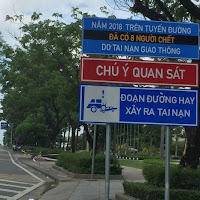 NĂM 2016 TRÊN TUYẾN ĐƯỜNG
ĐÃ CÓ 8 NGƯỜI CHẾT
DO TAI NẠN GIAO THÔNG
CHÚ Ý QUAN SÁT
ĐOẠN ĐƯỜNG HAY
XẢY RA TAI NẠN